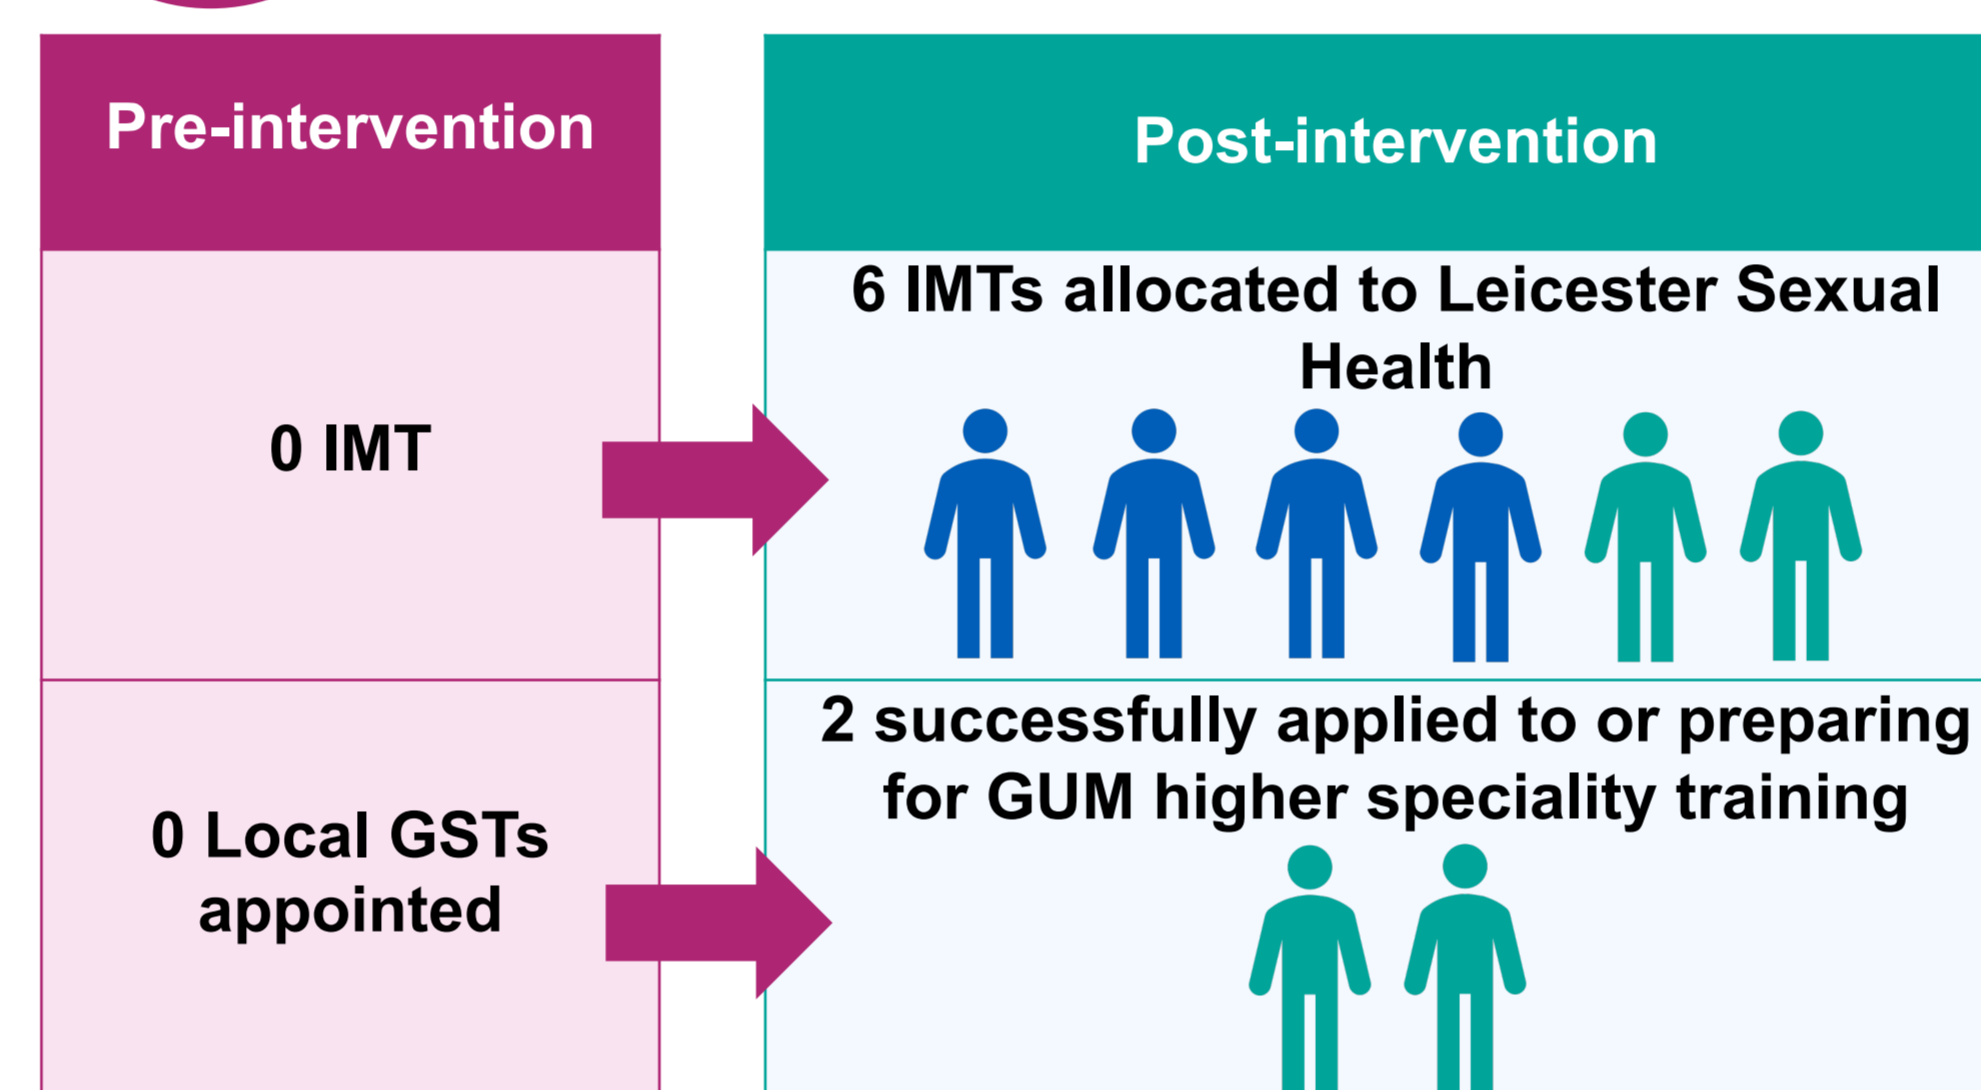 Pre-intervention
Post-intervention
0 IMT
6 IMTs allocated to Leicester Sexual
Health
0 Local GSTs
appointed
2 successfully applied to or preparing
for GUM higher speciality training